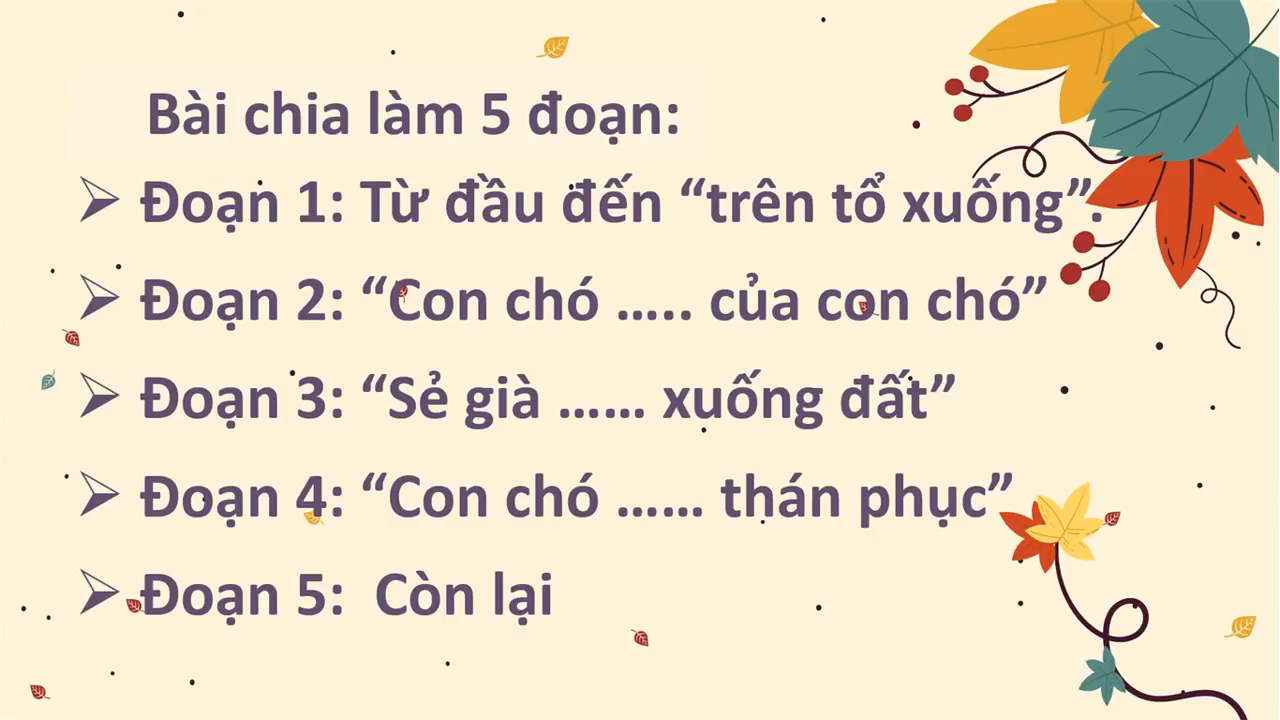 Bài chia làm 5 đoạn:
➢ Đoạn 1: Từ đầu đến “trên tổ xuống”.
➢ Đoạn 2: “Con chó ..... của con chó”
➢ Đoạn 3: “Sẻ già ...... xuống đất”
➢ Đoạn 4: “Con chó ...... thán phục”
➢ Đoạn 5: Còn lại